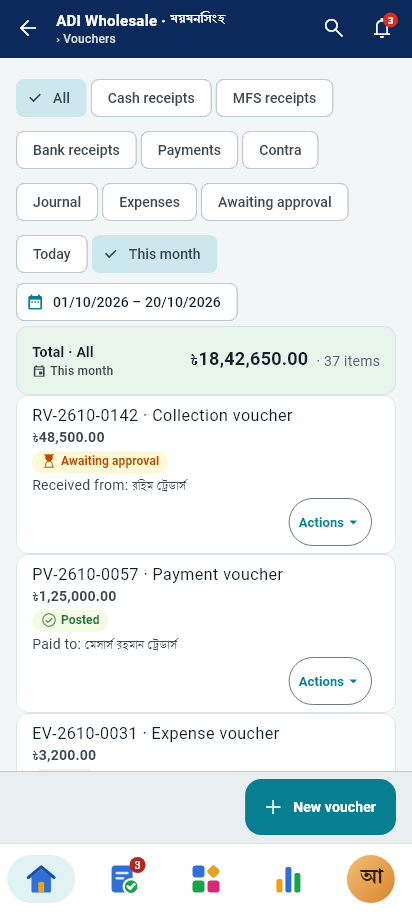 ADI Wholesale · ময়মনসিংহ
› Vouchers
3
All
Cash receipts
MFS receipts
Bank receipts
Payments
Contra
Journal
Expenses
Awaiting approval
Today
This month
01/10/2026 – 20/10/2026
Total · All
৳18,42,650.00 · 37 items
This month
RV-2610-0142 · Collection voucher
৳48,500.00
Awaiting approval
Received from: রহিম ট্রেডার্স
Actions
PV-2610-0057 · Payment voucher
৳1,25,000.00
Posted
Paid to: মেসার্স রহমান ট্রেডার্স
Actions
EV-2610-0031 · Expense voucher
৳3,200.00
New voucher
3
আ